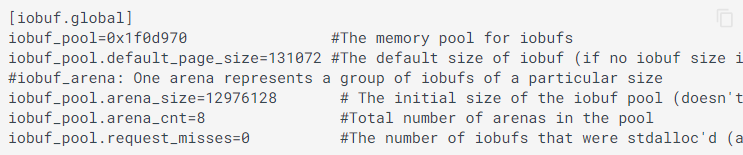 [iobuf.global]
iobuf_pool=0x1f0d970 #The memory pool for iobufs
iobuf_pool.default_page_size=131072 #The default size of iobuf (if no iobuf size i
#iobuf_arena: One arena represents a group of iobufs of a particular size
iobuf_pool.arena_size=12976128 # The initial size of the iobuf pool (doesn't
iobuf_pool.arena_cnt=8 #Total number of arenas in the pool
iobuf_pool.request_misses=0 #The number of iobufs that were stdalloc'd (a